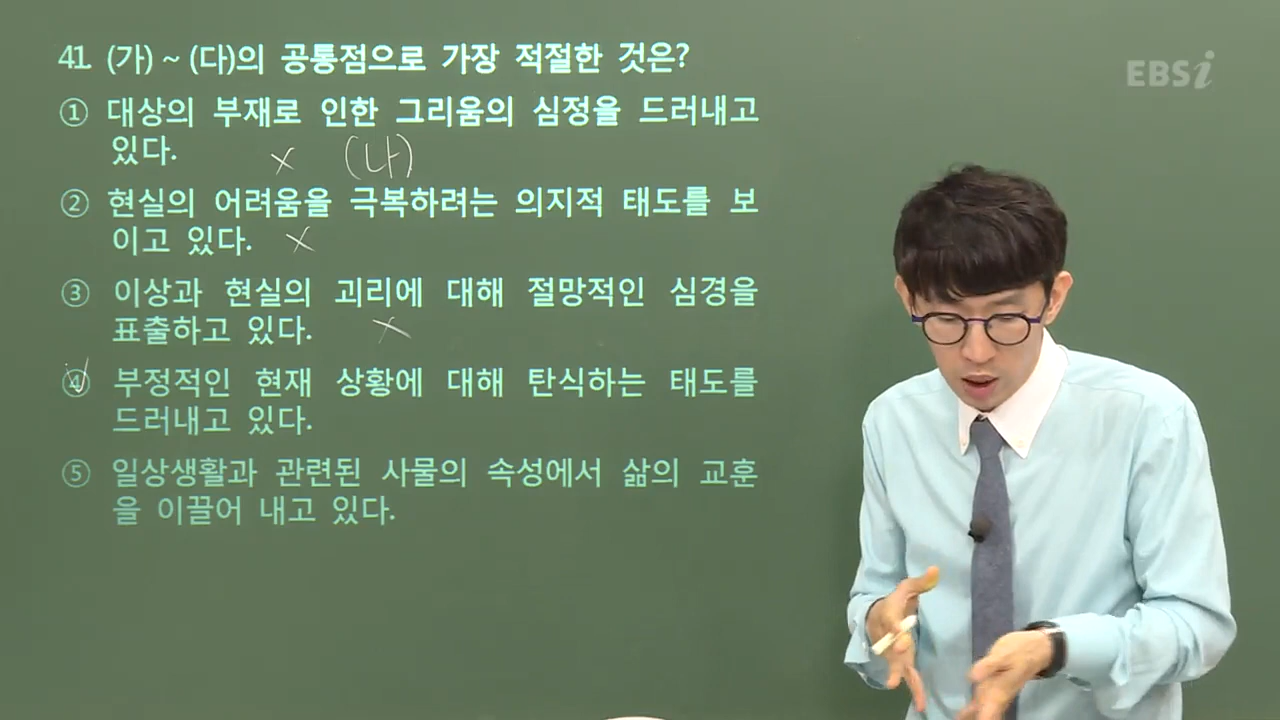 41. (가) ~ (다)의 공통점으로 가장 적절한 것은?
EBSi
① 대상의 부재로 인한 그리움의 심정을 드러내고
있다.
× (나)
② 현실의 어려움을 극복하려는 의지적 태도를 보
이고 있다. ×
③ 이상과 현실의 괴리에 대해 절망적인 심경을
표출하고 있다. ×
④ 부정적인 현재 상황에 대해 탄식하는 태도를
드러내고 있다.
⑤ 일상생활과 관련된 사물의 속성에서 삶의 교훈
을 이끌어 내고 있다.